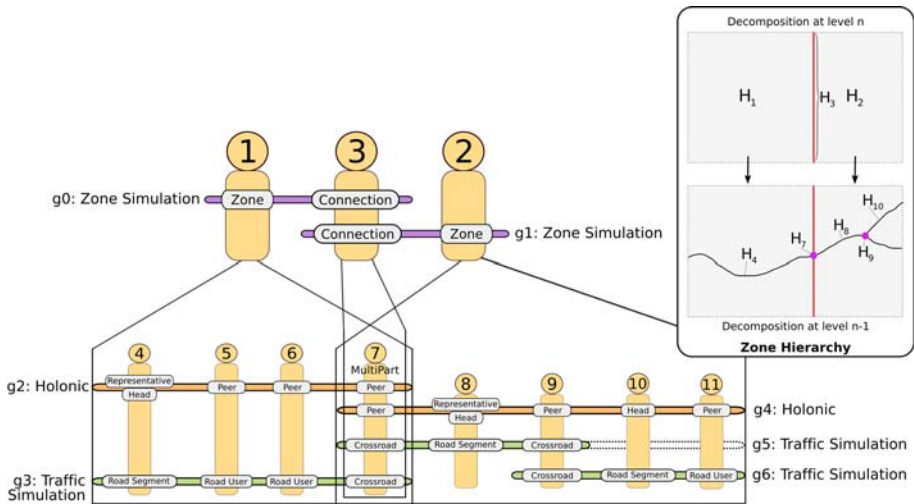 Decomposition at level n
H1
H3
H2
H10
H7
H8
H4
H9
Decomposition at level n-1
Zone Hierarchy
1
3
2
g0: Zone Simulation
Zone
Connection
Connection
Zone
g1: Zone Simulation
4
5
6
7
MultiPart
8
9
10
11
g2: Holonic
Representative
Head
Peer
Peer
Peer
Peer
Representative
Head
Peer
Head
Peer
g4: Holonic
Crossroad
Road Segment
Crossroad
g5: Traffic Simulation
g3: Traffic
Simulation
Road Segment
Road User
Road User
Crossroad
Crossroad
Road Segment
Road User
g6: Traffic Simulation